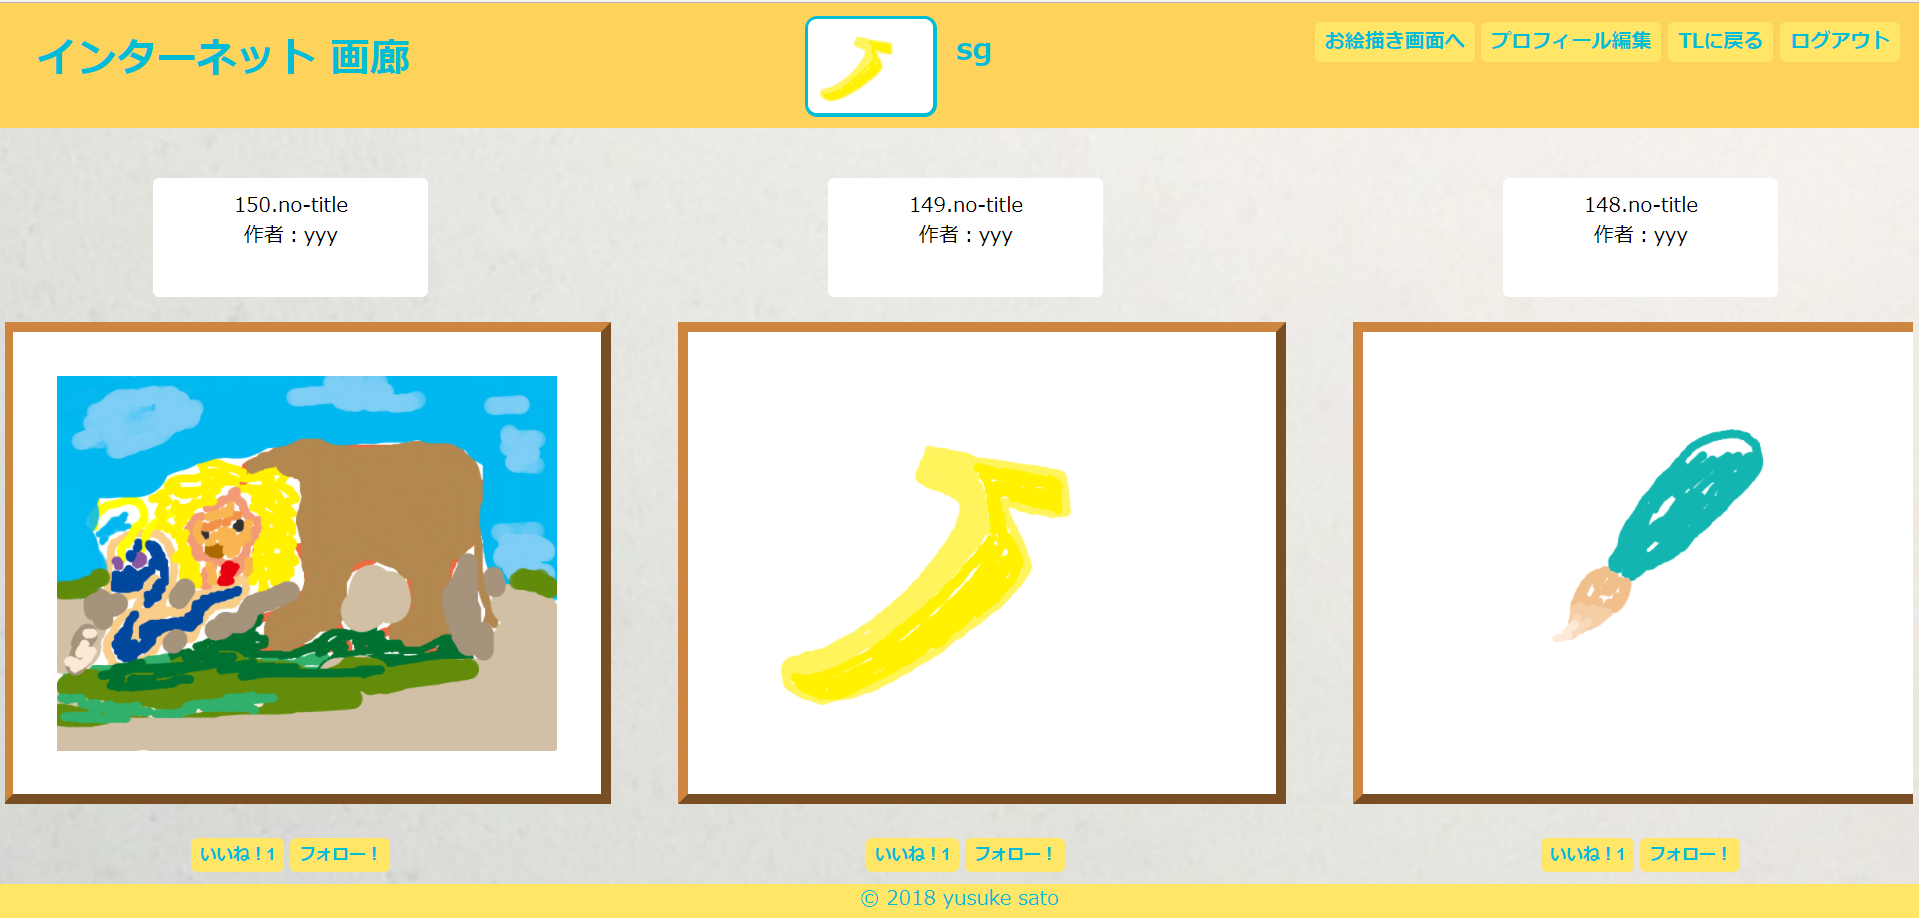 インターネット 画廊
sg
お絵描き画面へ プロフィール編集 TLに戻る ログアウト
150.no-title
作者：yyy
149.no-title
作者：yyy
148.no-title
作者：yyy
いいね！1 フォロー！
いいね！1 フォロー！
いいね！1 フォロー！
© 2018 yusuke sato